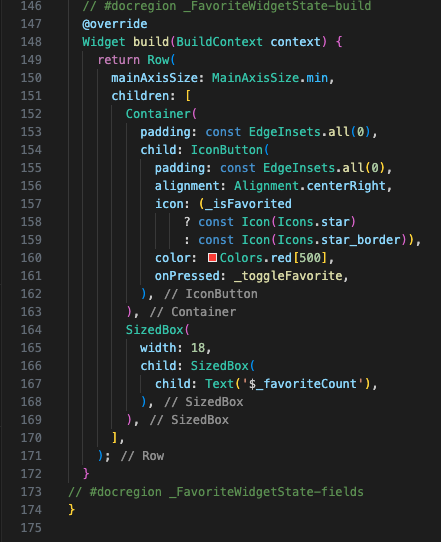 146 // #docregion _FavoriteWidgetState-build
147 @override
148 Widget build(BuildContext context) {
149 return Row(
150 mainAxisSize: MainAxisSize.min,
151 children: [
152 Container(
153 padding: const EdgeInsets.all(0),
154 child: IconButton(
155 padding: const EdgeInsets.all(0),
156 alignment: Alignment.centerRight,
157 icon: (_isFavorited
158 ? const Icon(Icons.star)
159 : const Icon(Icons.star_border)),
160 color: Colors.red[500],
161 onPressed: _toggleFavorite,
162 ), // IconButton
163 ), // Container
164 SizedBox(
165 width: 18,
166 child: SizedBox(
167 child: Text('$_favoriteCount'),
168 ), // SizedBox
169 ), // SizedBox
170 ],
171 ); // Row
172 }
173 // #docregion _FavoriteWidgetState-fields
174 }
175